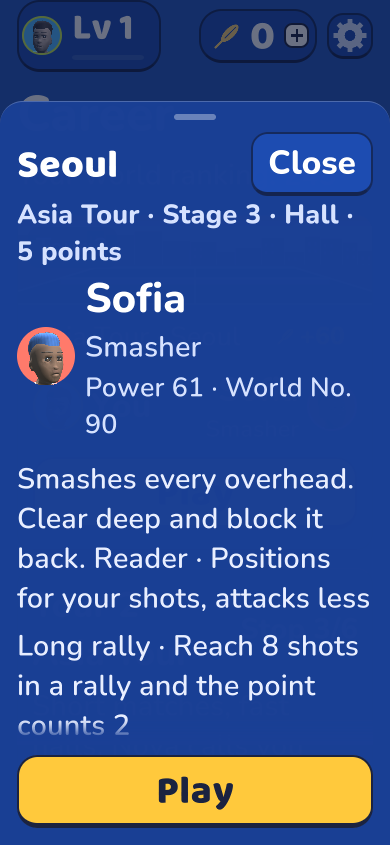 Lv 1
0
Career
Seoul
Close
Asia Tour · Stage 3 · Hall ·
5 points
Sofia
Smasher
Power 61 · World No.
90
Smashes every overhead.
Clear deep and block it
back. Reader · Positions
for your shots, attacks less
Long rally · Reach 8 shots
in a rally and the point
counts 2
Play